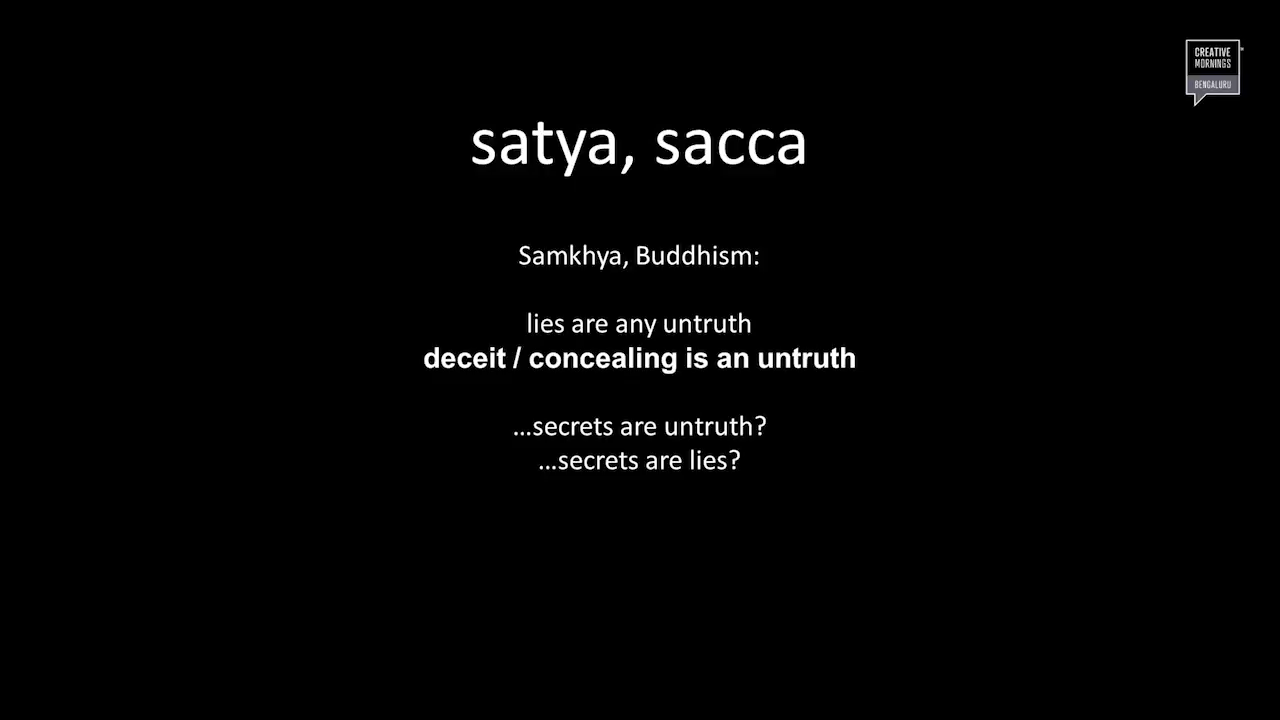 CREATIVE
MORNINGS
BENGALURU
satya, sacca
Samkhya, Buddhism:
lies are any untruth
deceit / concealing is an untruth
...secrets are untruth?
...secrets are lies?